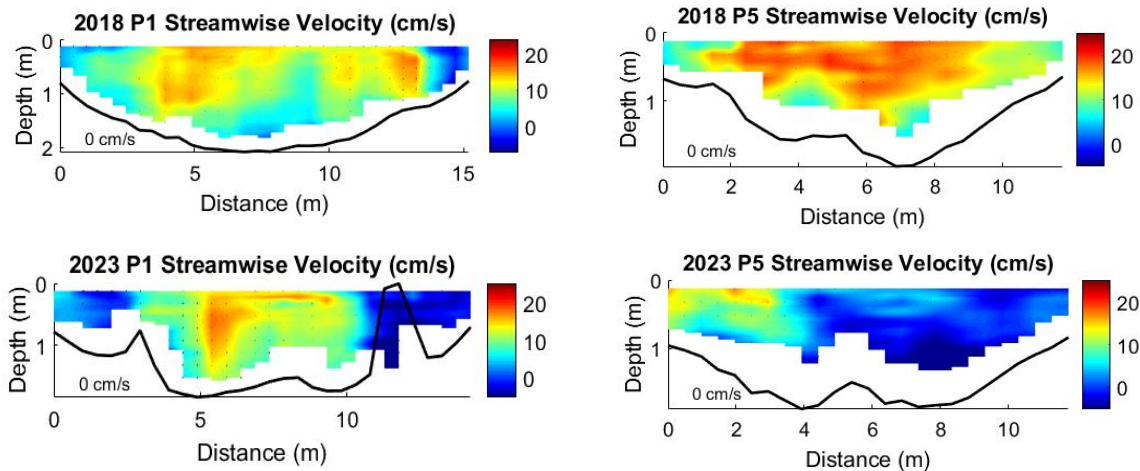 2018 P1 Streamwise Velocity (cm/s)
0
1
2
Depth (m)
0 cm/s
0 5 10 15
Distance (m)
20
10
0
2018 P5 Streamwise Velocity (cm/s)
0
1
Depth (m)
0 cm/s
0 2 4 6 8 10
Distance (m)
20
10
0
2023 P1 Streamwise Velocity (cm/s)
0
1
Depth (m)
0 cm/s
0 5 10
Distance (m)
20
10
0
2023 P5 Streamwise Velocity (cm/s)
0
1
Depth (m)
0 cm/s
0 2 4 6 8 10
Distance (m)
20
10
0